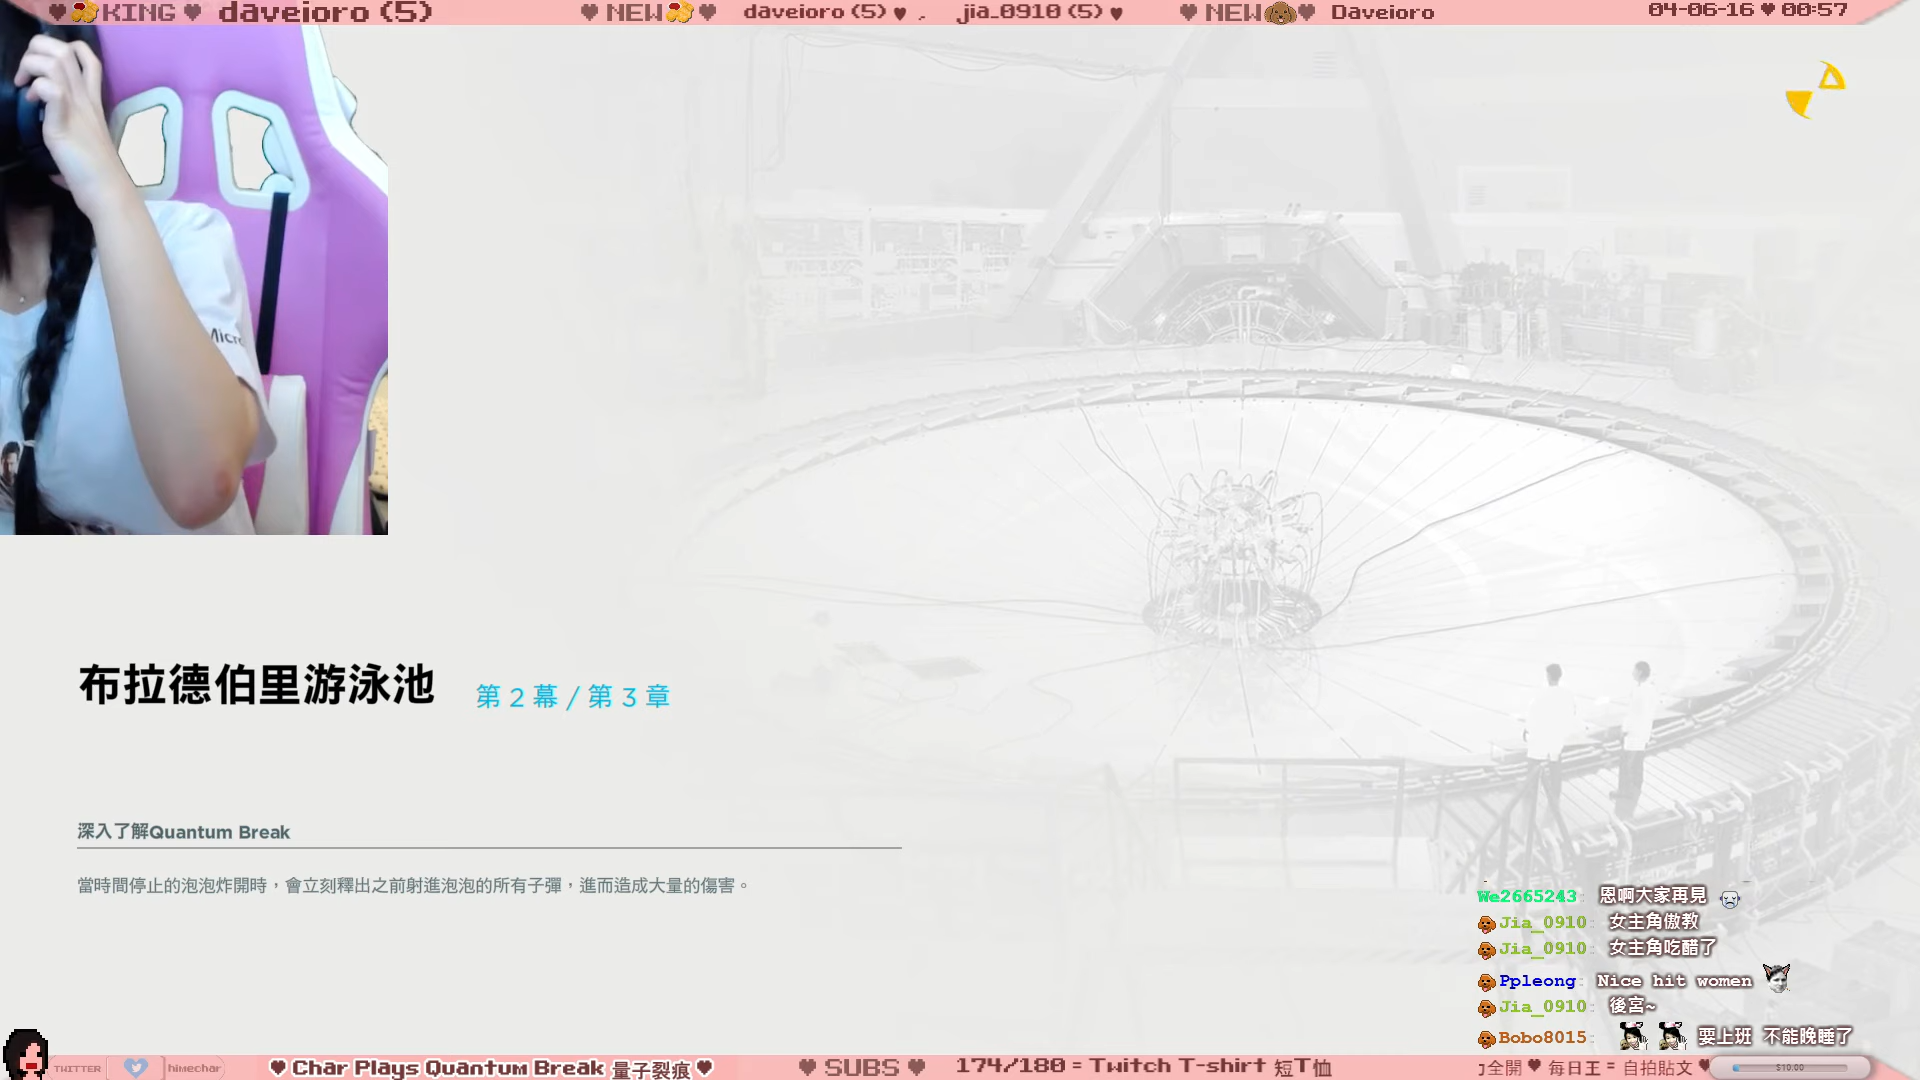 KING daveioro (5) NEW daveioro (5) jia_0910 (5) NEW Daveioro 04-06-16 00:57
Micro
布拉德伯里游泳池 第 2 幕 / 第 3 章
深入了解Quantum Break
當時間停止的泡泡炸開時,會立刻釋出之前射進泡泡的所有子彈,進而造成大量的傷害。
We2665243: 恩啊大家再見
Jia_0910: 女主角傲教
Jia_0910: 女主角吃醋了
Ppleong: Nice hit women
Jia_0910: 後宮~
Bobo8015: 要上班 不能晚睡了
TWITTER himechar Char Plays Quantum Break 量子裂痕 SUBS 174/180 = Twitch T-shirt 短T恤 全開 每日王 = 自拍貼文 $10.00